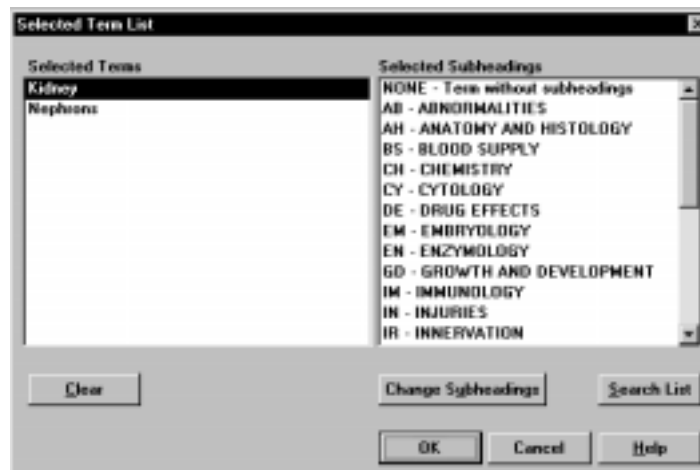 Selected Term List
Selected Terms
Kidney
Nephrons
Selected Subheadings
NONE - Term without subheadings
AB - ABNORMALITIES
AH - ANATOMY AND HISTOLOGY
BS - BLOOD SUPPLY
CH - CHEMISTRY
CY - CYTOLOGY
DE - DRUG EFFECTS
EM - EMBRYOLOGY
EN - ENZYMOLOGY
GD - GROWTH AND DEVELOPMENT
IM - IMMUNOLOGY
IN - INJURIES
IR - INNERVATION
Clear
Change Subheadings
Search List
OK
Cancel
Help